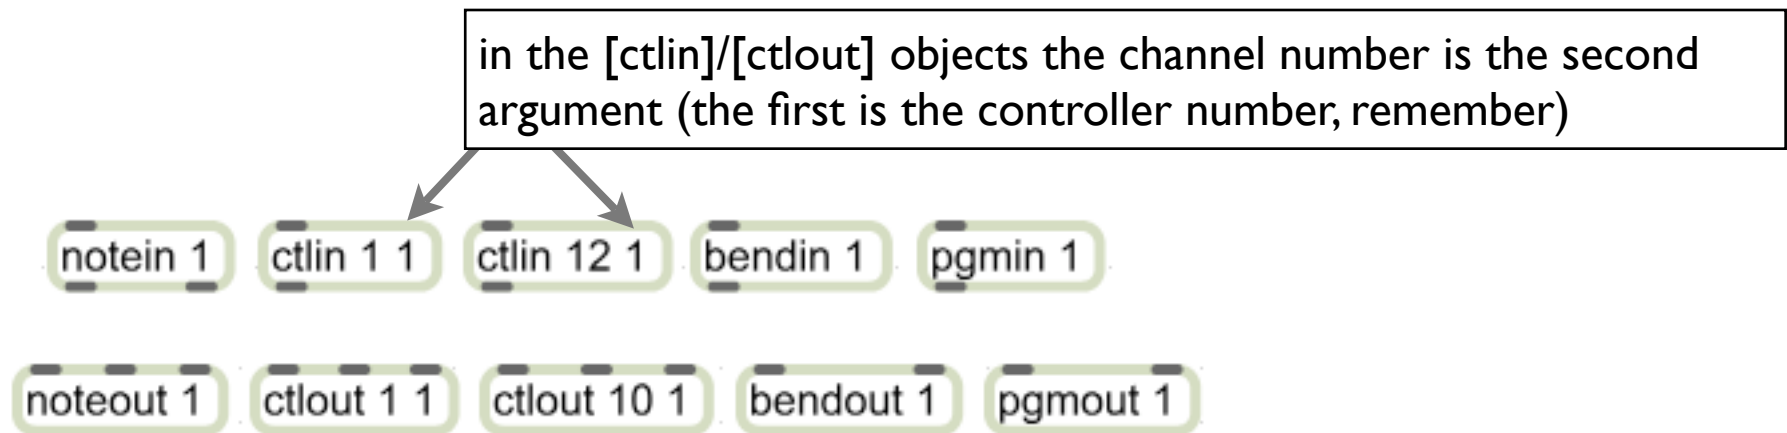 in the [ctlin]/[ctlout] objects the channel number is the second
argument (the first is the controller number, remember)
notein 1 ctlin 1 1 ctlin 12 1 bendin 1 pgmin 1
noteout 1 ctlout 1 1 ctlout 10 1 bendout 1 pgmout 1